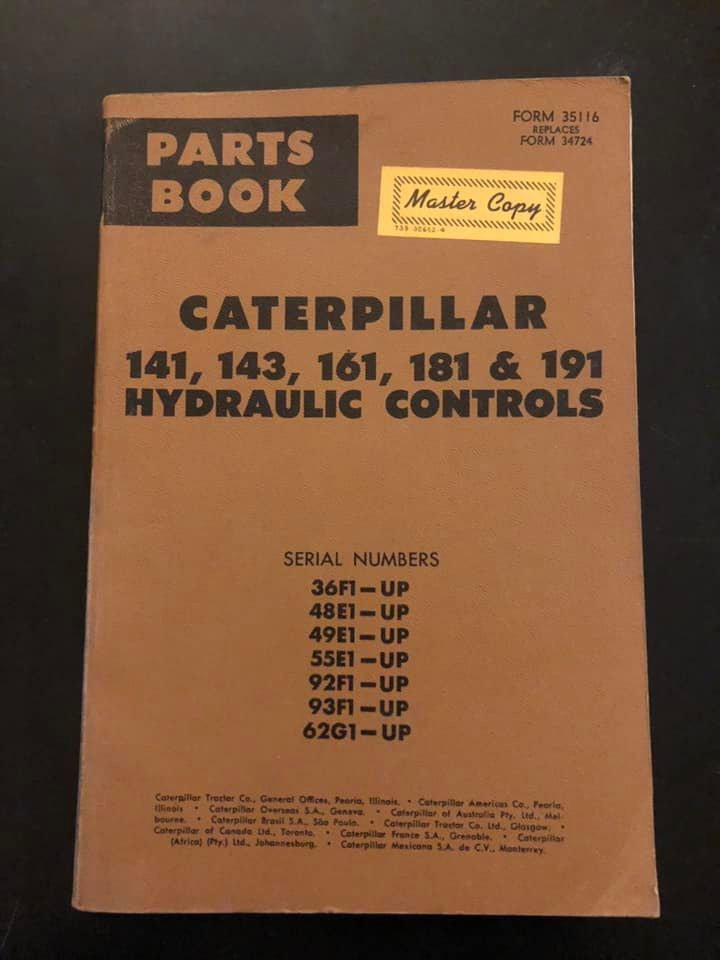 PARTS
BOOK
FORM 35116
REPLACES
FORM 34724
Master Copy
CATERPILLAR
141, 143, 161, 181 & 191
HYDRAULIC CONTROLS
SERIAL NUMBERS
36F1—UP
48E1—UP
49E1—UP
55E1—UP
92F1—UP
93F1—UP
62G1—UP
Caterpillar Tractor Co., General Offices, Peoria, Illinois. • Caterpillar Americas Co., Peoria,
Illinois • Caterpillar Overseas S.A., Geneva. • Caterpillar of Australia Pty. Ltd., Mel-
bourne. • Caterpillar Brasil S.A., São Paulo. • Caterpillar Tractor Co. Ltd., Glasgow. •
Caterpillar of Canada Ltd., Toronto. • Caterpillar France S.A., Grenoble. • Caterpillar
(Africa) (Pty.) Ltd., Johannesburg. • Caterpillar Mexicana S.A. de C.V., Monterrey.